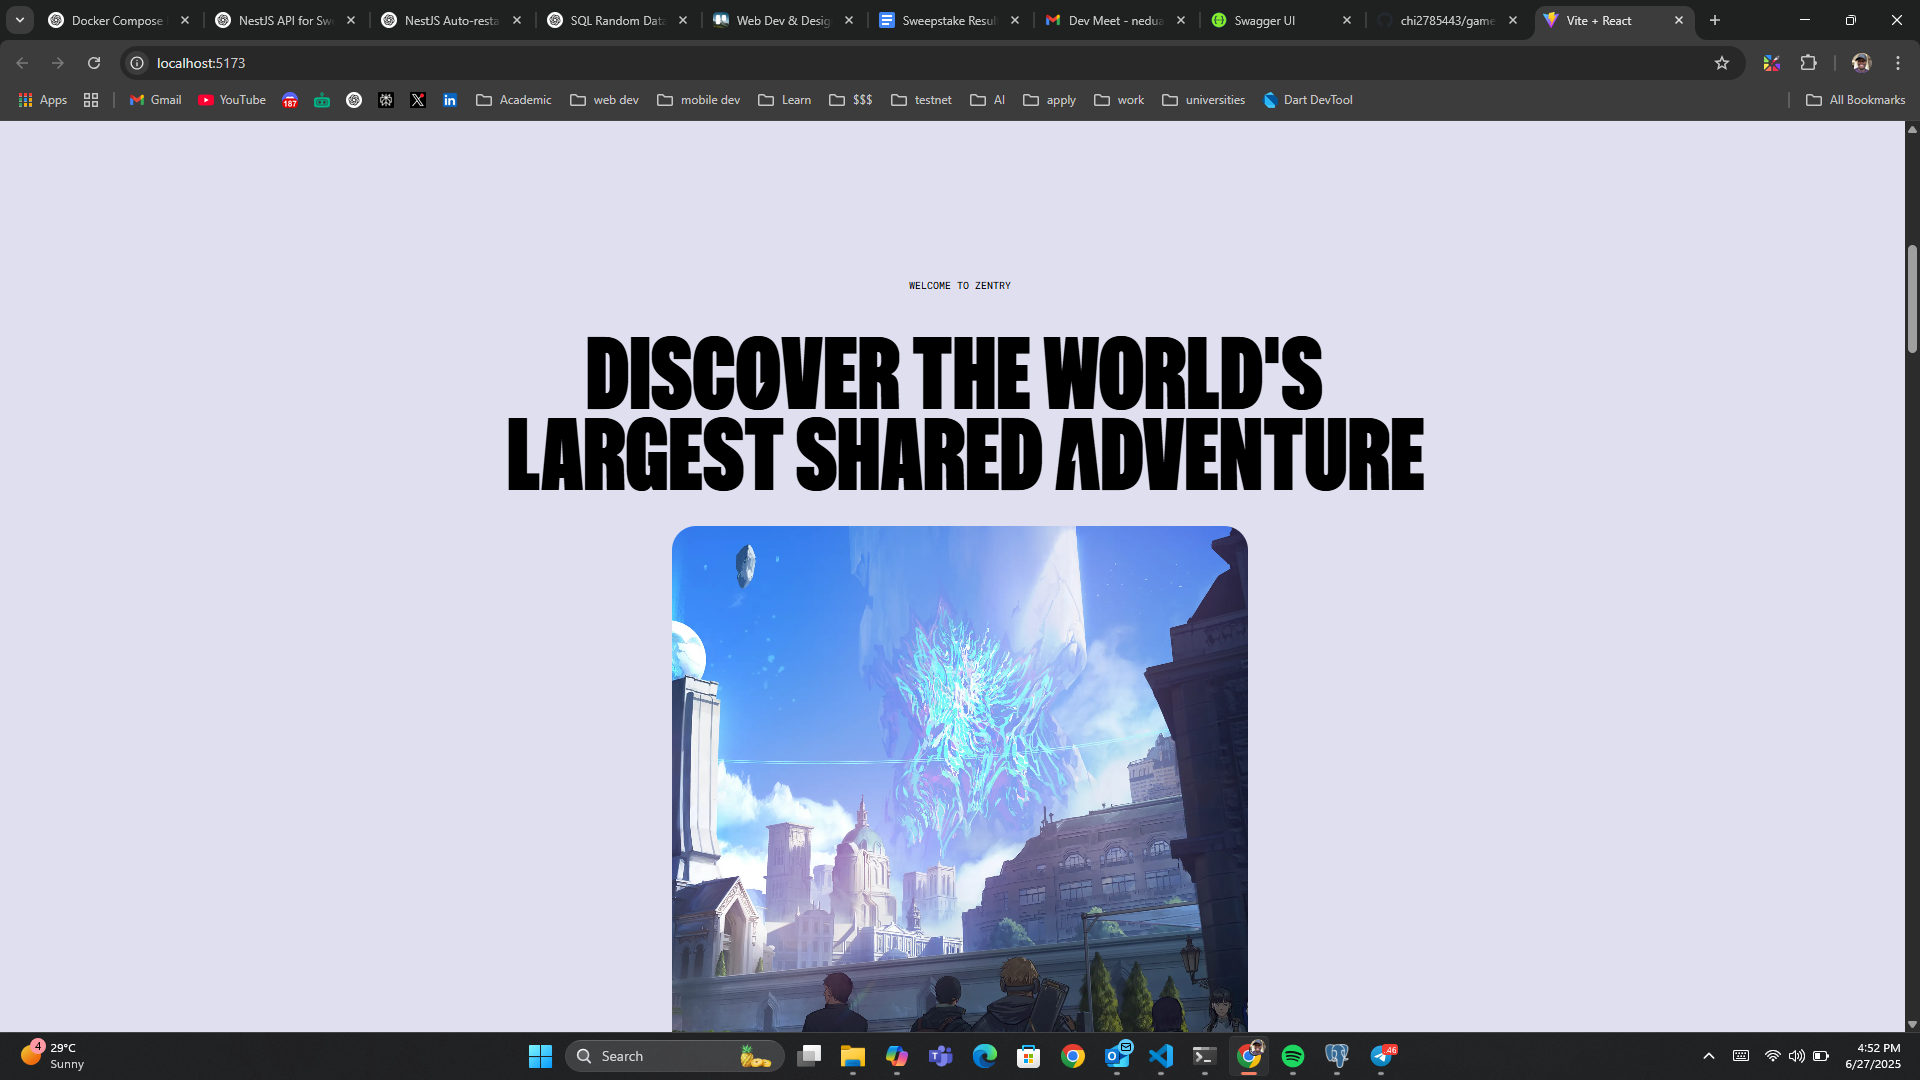 Docker Compose
NestJS API for Sw
NestJS Auto-resta
SQL Random Data
Web Dev & Desig
Sweepstake Resul
Dev Meet - nedua
Swagger UI
chi2785443/game
Vite + React
localhost:5173
Apps
Gmail
YouTube
187
Academic
web dev
mobile dev
Learn
$$$
testnet
AI
apply
work
universities
Dart DevTool
All Bookmarks
WELCOME TO ZENTRY
DISCOVER THE WORLD'S
LARGEST SHARED ADVENTURE
4
29°C
Sunny
Search
46
4:52 PM
6/27/2025